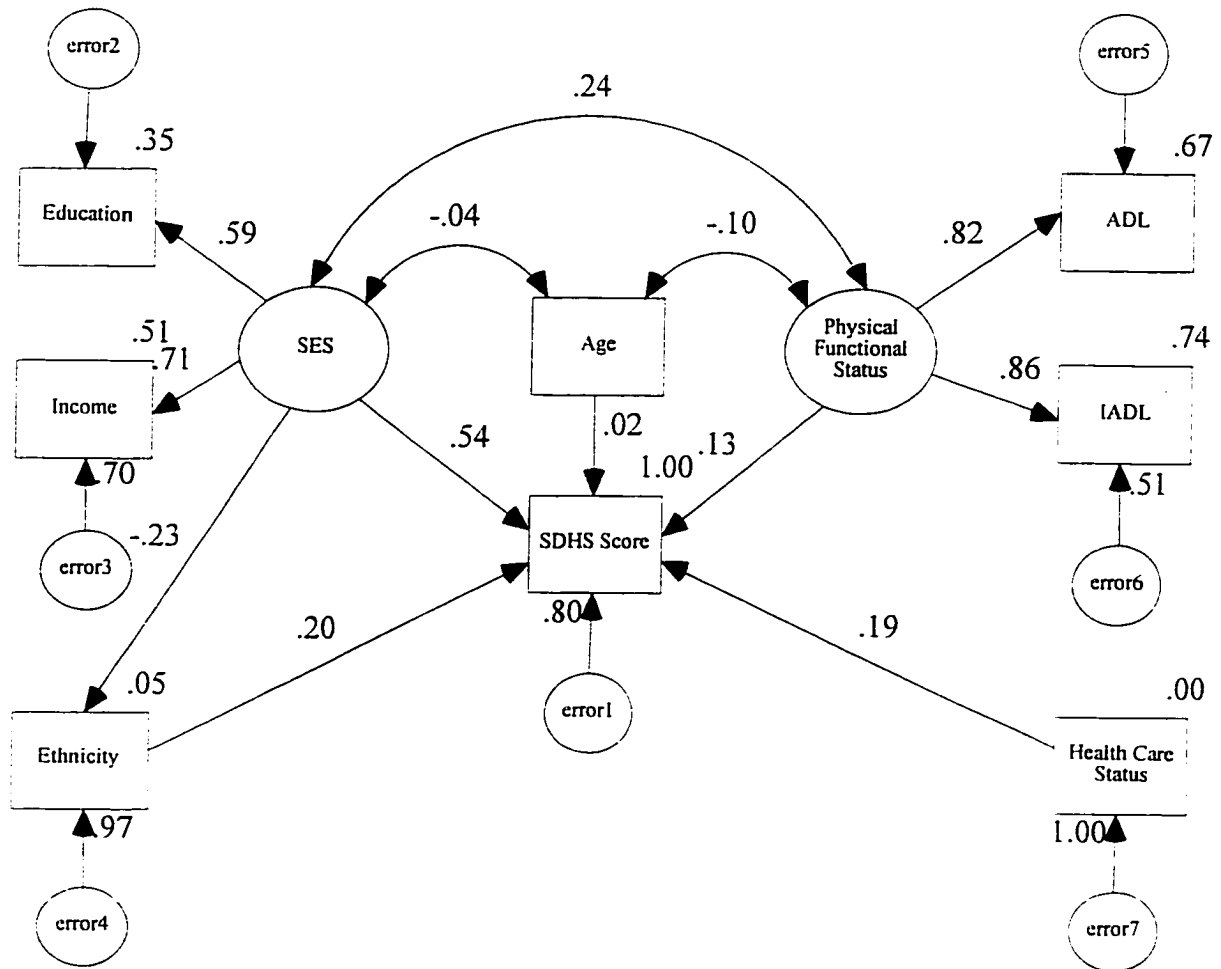 error2
error5
.24
.35
.67
Education
ADL
-.04
-.10
.59
.82
.51
.71
SES
Age
Physical
Functional
Status
.74
.86
Income
IADL
.02
.54
.13
1.00
.70
.51
SDHS Score
-.23
error3
error6
.80
.20
.19
.05
.00
error1
Ethnicity
Health Care
Status
.97
1.00
error4
error7